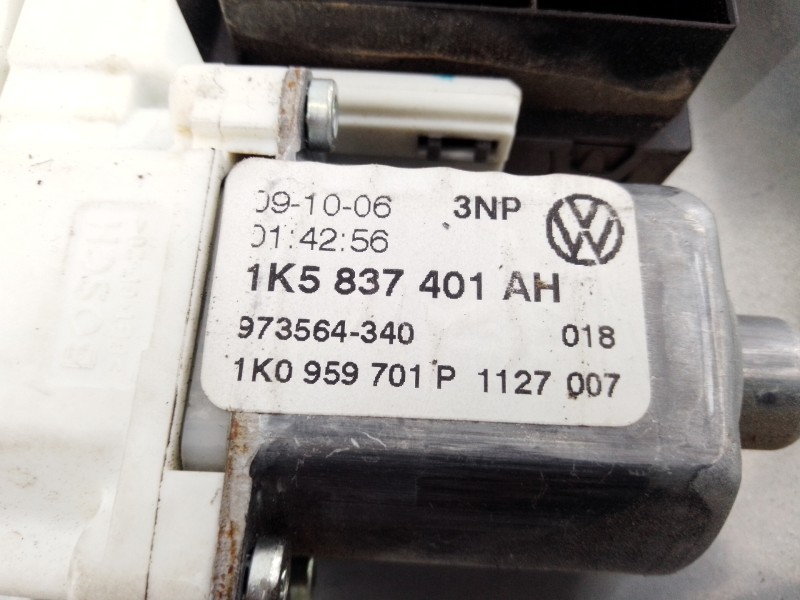 09-10-06 3NP
01:42:56
1K5 837 401 AH
973564-340 018
1K0 959 701 P 1127 007
BOSCH